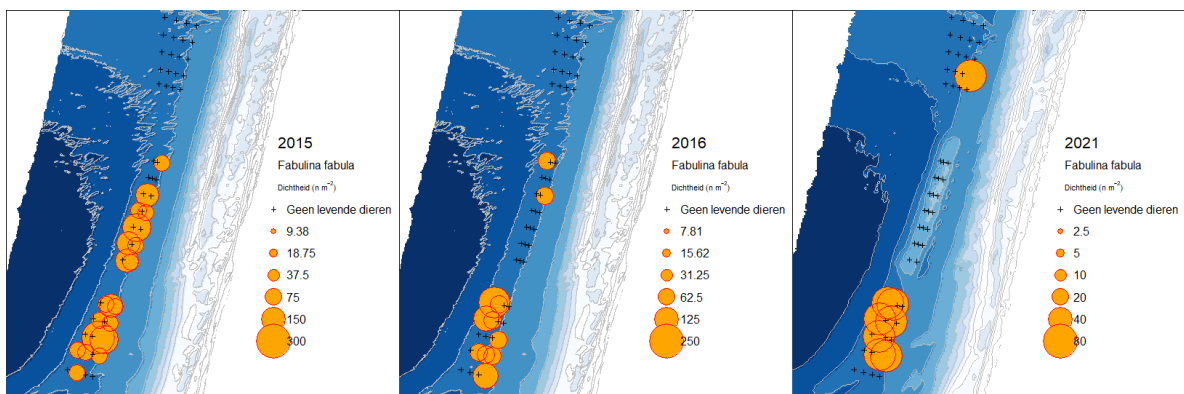 2015
Fabulina fabula
Dichtheid (n m⁻²)
Geen levende dieren
9.38
18.75
37.5
75
150
300
2016
Fabulina fabula
Dichtheid (n m⁻²)
Geen levende dieren
7.81
15.62
31.25
62.5
125
250
2021
Fabulina fabula
Dichtheid (n m⁻²)
Geen levende dieren
2.5
5
10
20
40
80